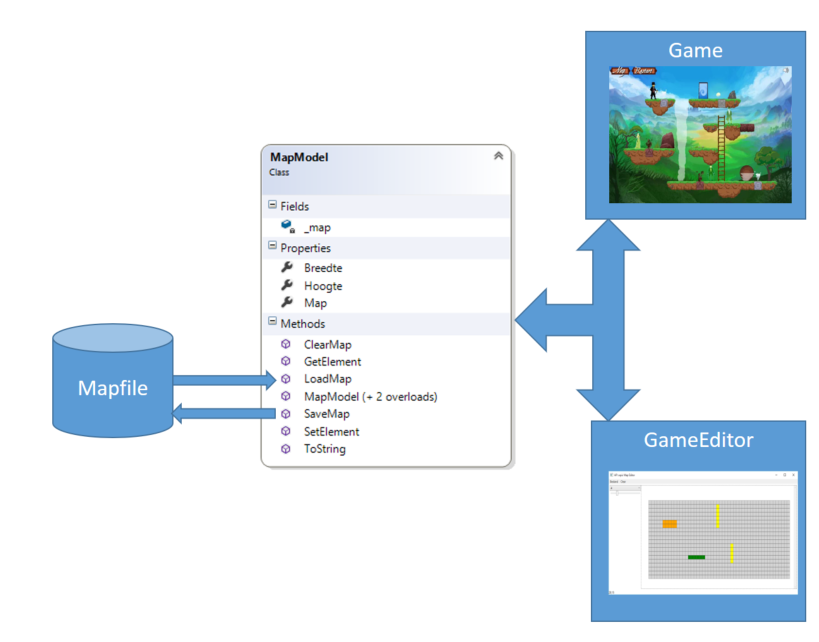 Game
MapModel
Class
Fields
_map
Properties
Breedte
Hoogte
Map
Methods
ClearMap
GetElement
LoadMap
MapModel (+ 2 overloads)
SaveMap
SetElement
ToString
Mapfile
GameEditor